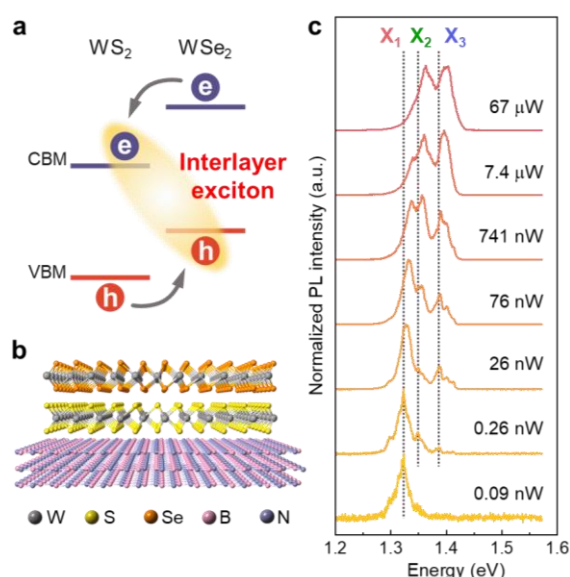 a
WS₂ WSe₂
e
e
CBM
Interlayer
exciton
h
VBM
h
b
W S Se B N
c
X₁ X₂ X₃
67 μW
7.4 μW
741 nW
76 nW
26 nW
0.26 nW
0.09 nW
Normalized PL intensity (a.u.)
1.2 1.3 1.4 1.5 1.6
Energy (eV)